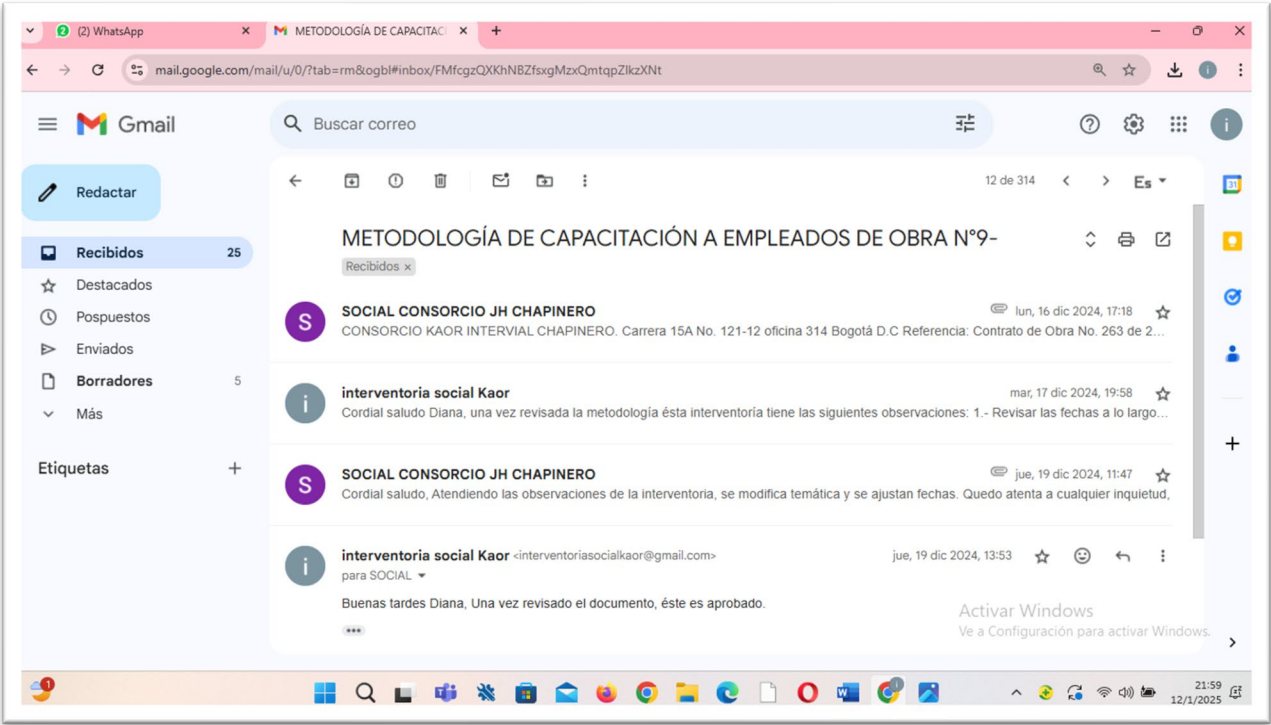 (2) WhatsApp
METODOLOGÍA DE CAPACITAC
mail.google.com/mail/u/0/?tab=rm&ogbl#inbox/FMfcgzQXKhNBZfsxgMzxQmtqpZlkzXNt
Gmail
Buscar correo
i
Redactar
12 de 314
Es
31
Recibidos 25
Destacados
Pospuestos
Enviados
Borradores 5
Más
Etiquetas
METODOLOGÍA DE CAPACITACIÓN A EMPLEADOS DE OBRA N°9-
Recibidos ×
S
SOCIAL CONSORCIO JH CHAPINERO lun, 16 dic 2024, 17:18
CONSORCIO KAOR INTERVIAL CHAPINERO. Carrera 15A No. 121-12 oficina 314 Bogotá D.C Referencia: Contrato de Obra No. 263 de 2…
i
interventoria social Kaor mar, 17 dic 2024, 19:58
Cordial saludo Diana, una vez revisada la metodología ésta interventoría tiene las siguientes observaciones: 1.- Revisar las fechas a lo largo…
S
SOCIAL CONSORCIO JH CHAPINERO jue, 19 dic 2024, 11:47
Cordial saludo, Atendiendo las observaciones de la interventoria, se modifica temática y se ajustan fechas. Quedo atenta a cualquier inquietud,
i
interventoria social Kaor <interventoriasocialkaor@gmail.com> jue, 19 dic 2024, 13:53
para SOCIAL
Buenas tardes Diana, Una vez revisado el documento, éste es aprobado.
Activar Windows
Ve a Configuración para activar Windows.
21:59
12/1/2025